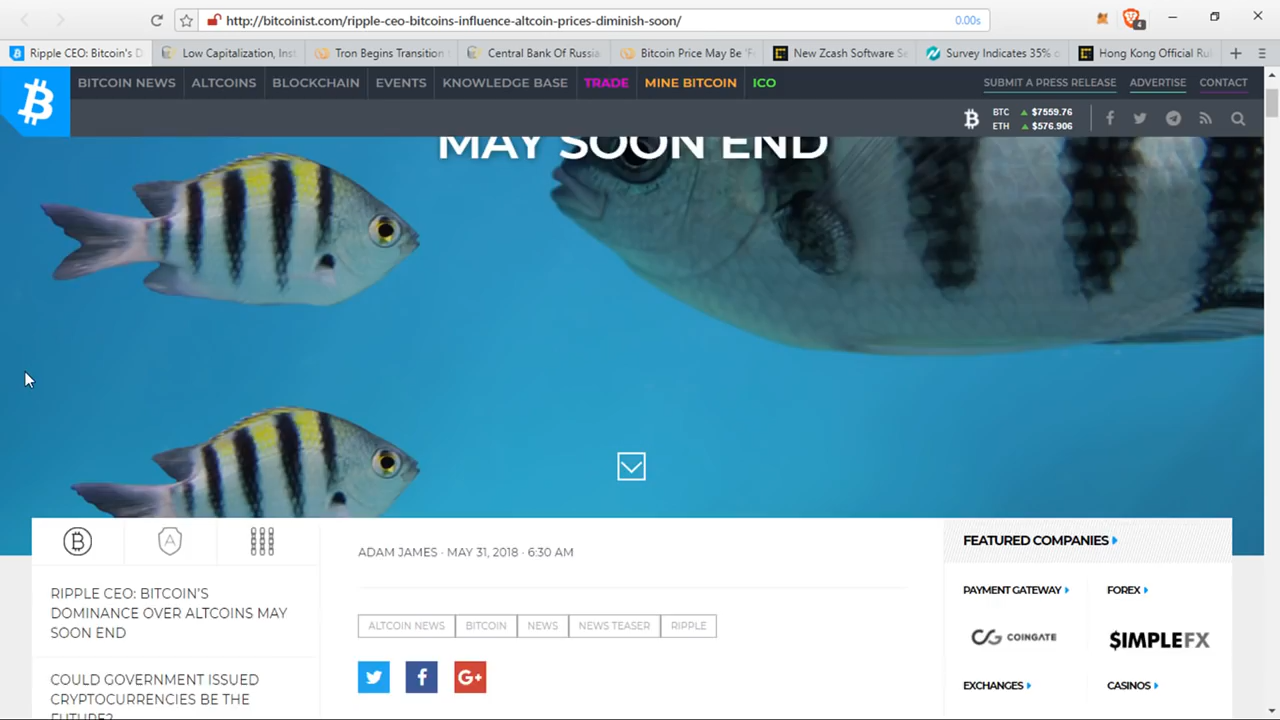 http://bitcoinist.com/ripple-ceo-bitcoins-influence-altcoin-prices-diminish-soon/
0.00s
4
Ripple CEO: Bitcoin's D
Low Capitalization, Inst
Tron Begins Transition
Central Bank Of Russia
Bitcoin Price May Be 'F
New Zcash Software Se
Survey Indicates 35% o
Hong Kong Official Ru
BITCOIN NEWS
ALTCOINS
BLOCKCHAIN
EVENTS
KNOWLEDGE BASE
TRADE
MINE BITCOIN
ICO
SUBMIT A PRESS RELEASE
ADVERTISE
CONTACT
BTC $7559.76
ETH $576.906
MAY SOON END
ADAM JAMES · MAY 31, 2018 · 6:30 AM
ALTCOIN NEWS
BITCOIN
NEWS
NEWS TEASER
RIPPLE
RIPPLE CEO: BITCOIN'S
DOMINANCE OVER ALTCOINS MAY
SOON END
COULD GOVERNMENT ISSUED
CRYPTOCURRENCIES BE THE
FUTURE?
FEATURED COMPANIES
PAYMENT GATEWAY
FOREX
COINGATE
$IMPLEFX
EXCHANGES
CASINOS